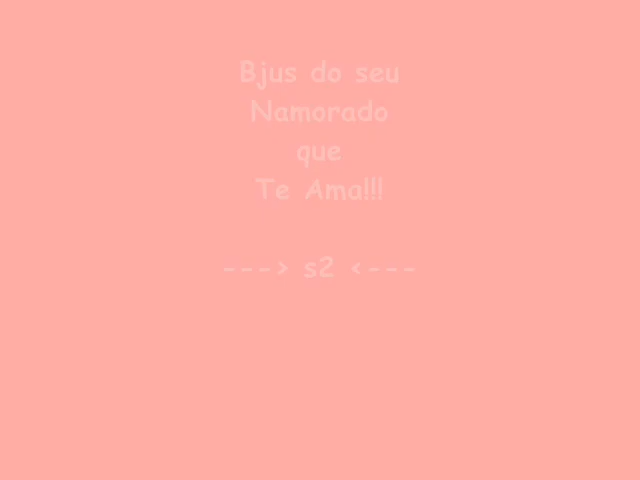 Bjus do seu
Namorado
que
Te Ama!!!
---> s2 <---